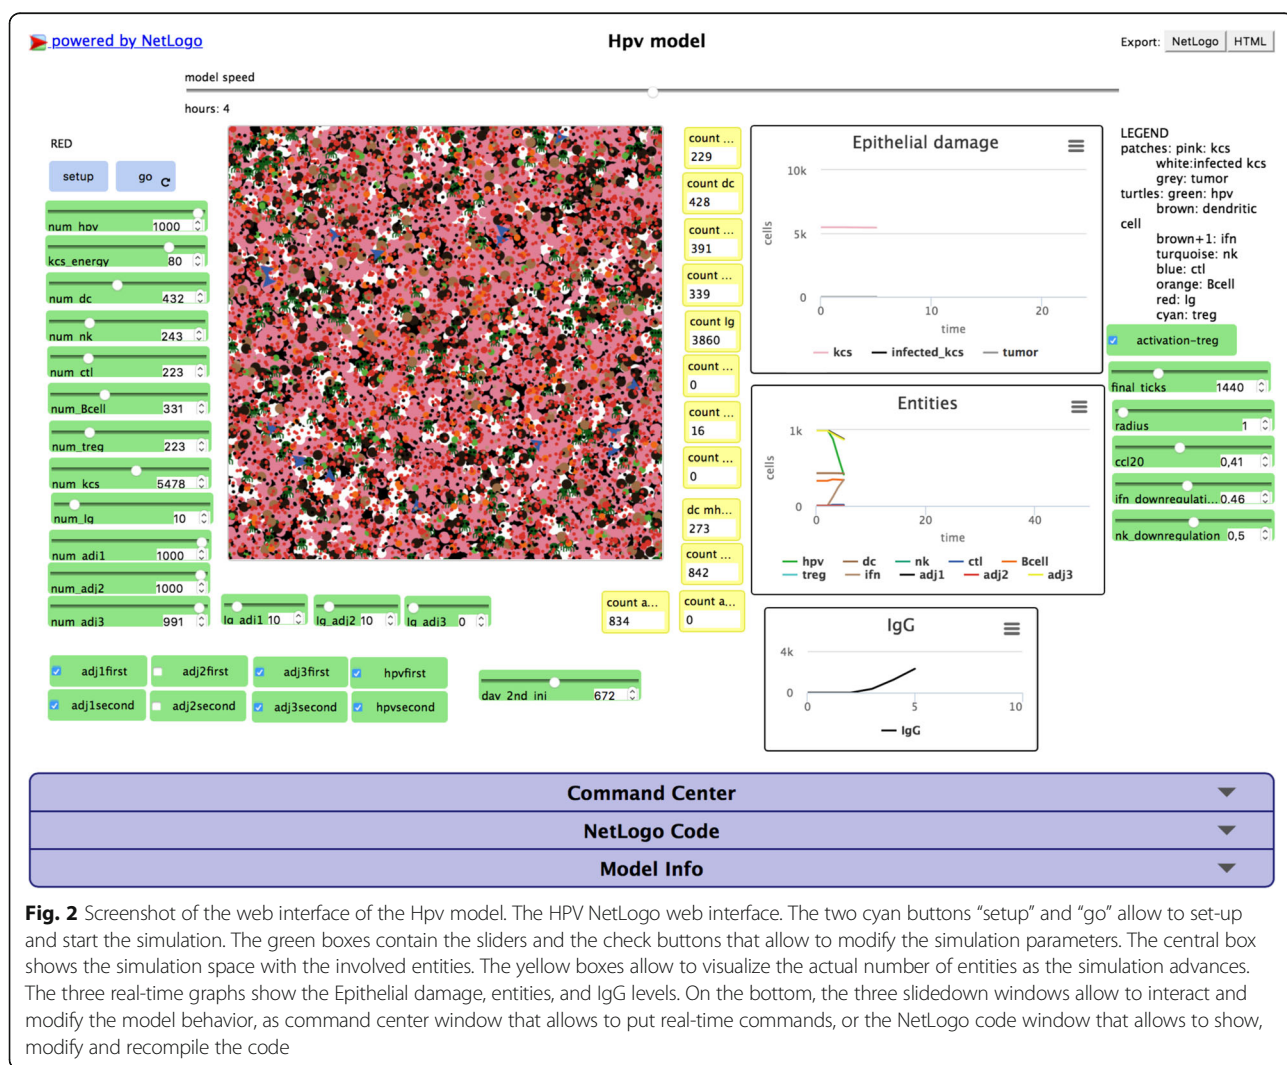 powered by NetLogo
Hpv model
Export: NetLogo HTML
model speed
hours: 4
RED
setup
go
num_hpv 1000
kcs_energy 80
num_dc 432
num_nk 243
num_ctl 223
num_Bcell 331
num_treg 223
num_kcs 5478
num_Ig 10
num_adj1 1000
num_adj2 1000
num_adj3 991
Ig_adj1 10
Ig_adj2 10
Ig_adj3 0
adj1first
adj2first
adj3first
hpvfirst
adj1second
adj2second
adj3second
hpvsecond
day_2nd_inj 672
count ...
229
count dc
428
count ...
391
count ...
339
count Ig
3860
count ...
0
count ...
16
count ...
0
dc mh...
273
count ...
842
count a...
834
count a...
0
Epithelial damage
10k
5k
0
cells
0 10 20
time
kcs infected_kcs tumor
Entities
1k
0
cells
0 20 40
time
hpv dc nk ctl Bcell
treg ifn adj1 adj2 adj3
IgG
4k
0
0 5 10
IgG
LEGEND
patches: pink: kcs
white:infected kcs
grey: tumor
turtles: green: hpv
brown: dendritic
cell
brown+1: ifn
turquoise: nk
blue: ctl
orange: Bcell
red: Ig
cyan: treg
activation-treg
final_ticks 1440
radius 1
ccl20 0,41
ifn_downregulati... 0,46
nk_downregulation 0,5
Command Center
NetLogo Code
Model Info
Fig. 2 Screenshot of the web interface of the Hpv model. The HPV NetLogo web interface. The two cyan buttons “setup” and “go” allow to set-up
and start the simulation. The green boxes contain the sliders and the check buttons that allow to modify the simulation parameters. The central box
shows the simulation space with the involved entities. The yellow boxes allow to visualize the actual number of entities as the simulation advances.
The three real-time graphs show the Epithelial damage, entities, and IgG levels. On the bottom, the three slidedown windows allow to interact and
modify the model behavior, as command center window that allows to put real-time commands, or the NetLogo code window that allows to show,
modify and recompile the code